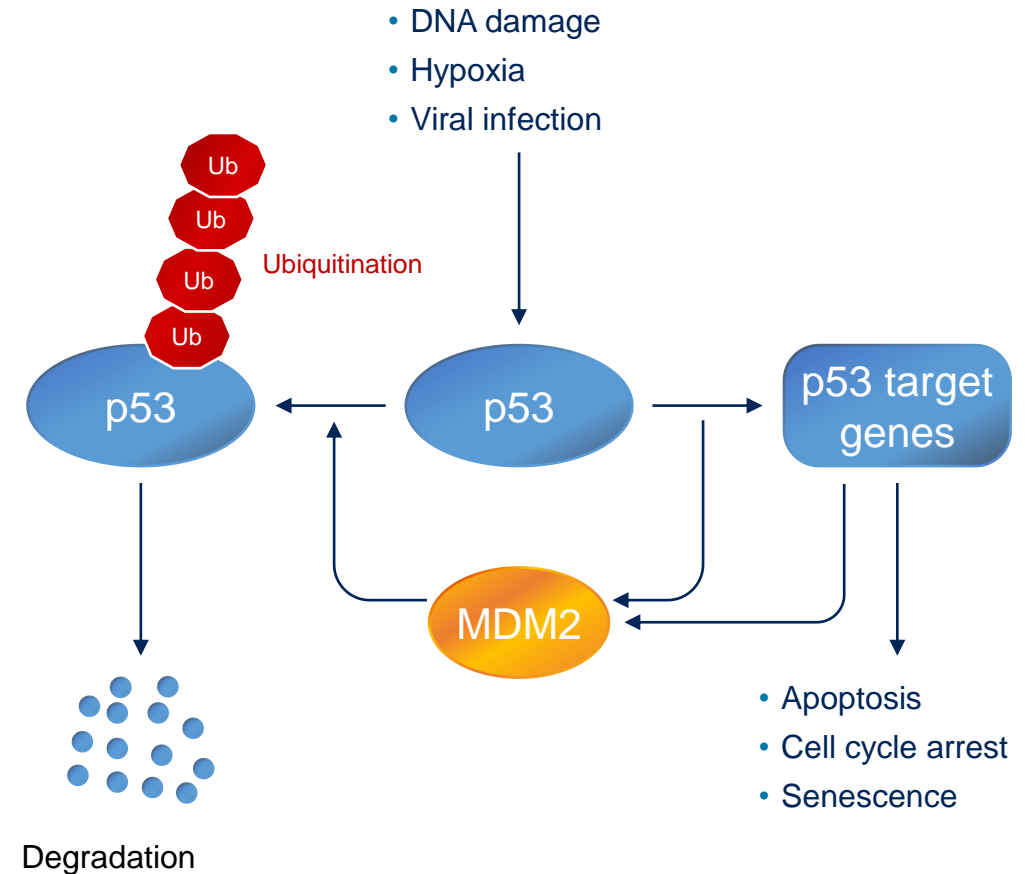 • DNA damage
• Hypoxia
• Viral infection
Ub
Ub
Ub
Ub
Ubiquitination
p53
p53
p53 target
genes
MDM2
• Apoptosis
• Cell cycle arrest
• Senescence
Degradation